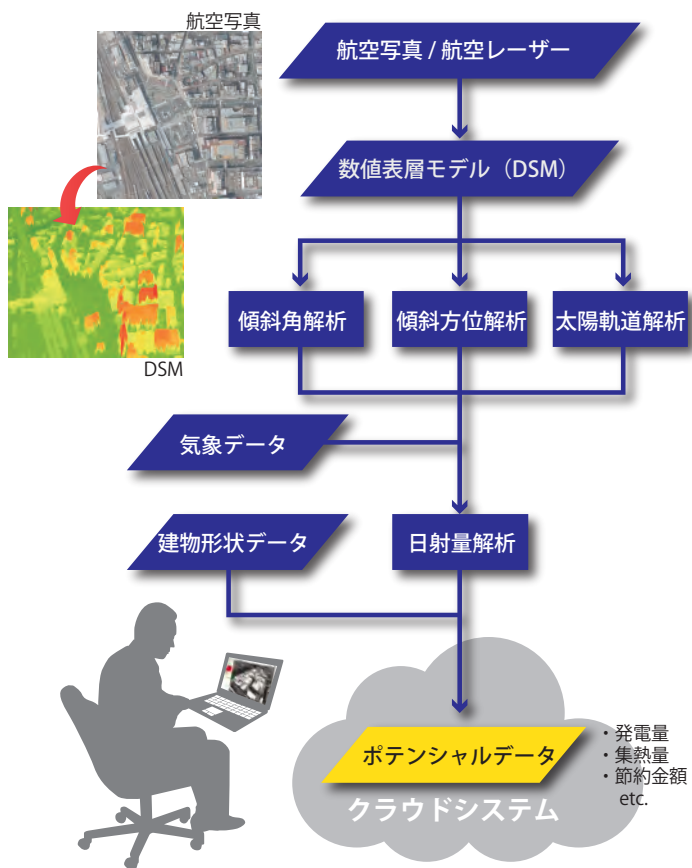 航空写真
航空写真 / 航空レーザー
数値表層モデル（DSM）
DSM
傾斜角解析
傾斜方位解析
太陽軌道解析
気象データ
建物形状データ
日射量解析
ポテンシャルデータ
・発電量
・集熱量
・節約金額
etc.
クラウドシステム